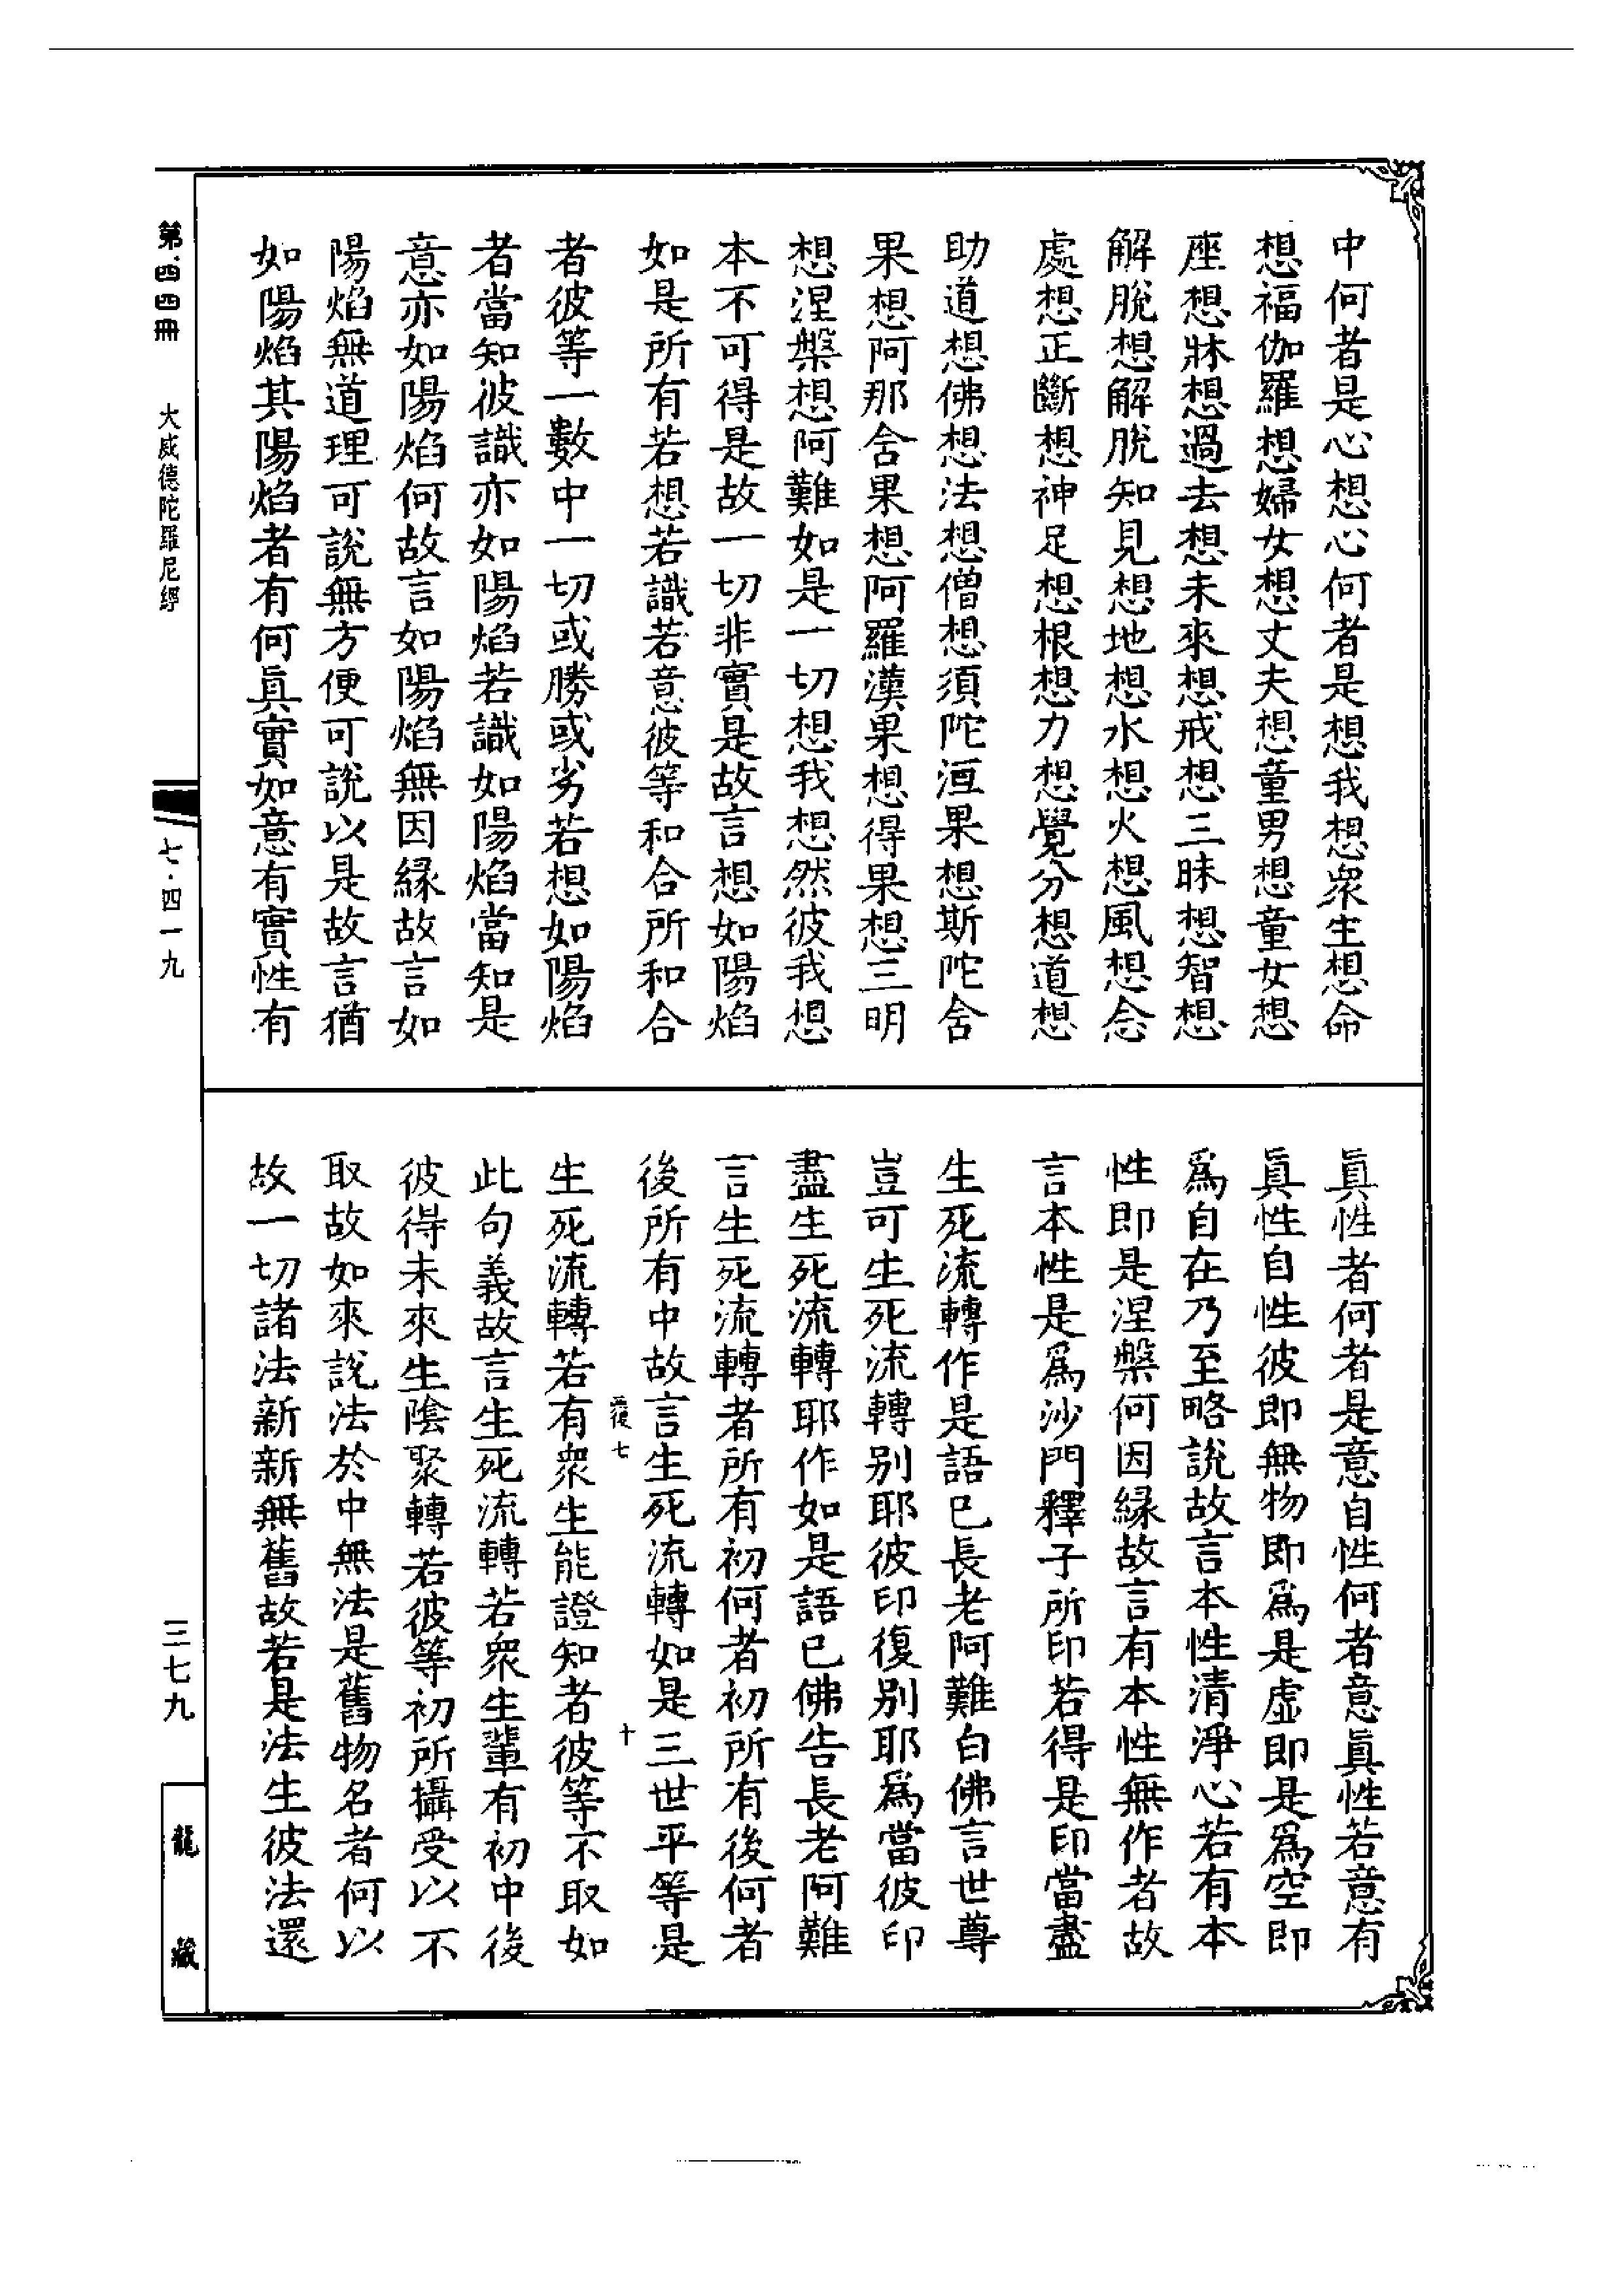 中何者是心想心何者是想我想衆生想命
想福伽羅想婦女想丈夫想童男想童女想
座想牀想過去想未來想戒想三昧想智想
解脫想解脫知見想地想水想火想風想念
處想正斷想神足想根想力想覺分想道想
助道想佛想法想僧想須陀洹果想斯陀舍
果想阿那舍果想阿羅漢果想得果想三明
想涅槃想阿難如是一切想我想然彼我想
本不可得是故一切非實是故言想如陽焰
如是所有若想若識若意彼等和合所和合
者彼等一數中一切或勝或劣若想如陽焰
者當知彼識亦如陽焰若識如陽焰當知是
意亦如陽焰何故言如陽焰無因緣故言如
陽焰無道理可說無方便可說以是故言猶
如陽焰其陽焰者有何眞實如意有實性有
眞性者何者是意自性何者意眞性若意有
眞性自性彼即無物即爲是虛即是爲空即
爲自在乃至略說故言本性清淨心若有本
性即是涅槃何因緣故言有本性無作者故
言本性是爲沙門釋子所印若得是印當盡
生死流轉作是語已長老阿難白佛言世尊
豈可生死流轉別耶彼印復別耶爲當彼印
盡生死流轉耶作如是語已佛告長老阿難
言生死流轉者所有初何者初所有後何者
後所有中故言生死流轉如是三世平等是
七
十
生死流轉若有衆生能證知者彼等不取如
此句義故言生死流轉若衆生輩有初中後
彼得未來生陰聚轉若彼等初所攝受以不
取故如來說法於中無法是舊物名者何以
故一切諸法新新無舊故若是法生彼法還
第四四冊
大威德陀羅尼經
七·四一九
三七九
龍藏